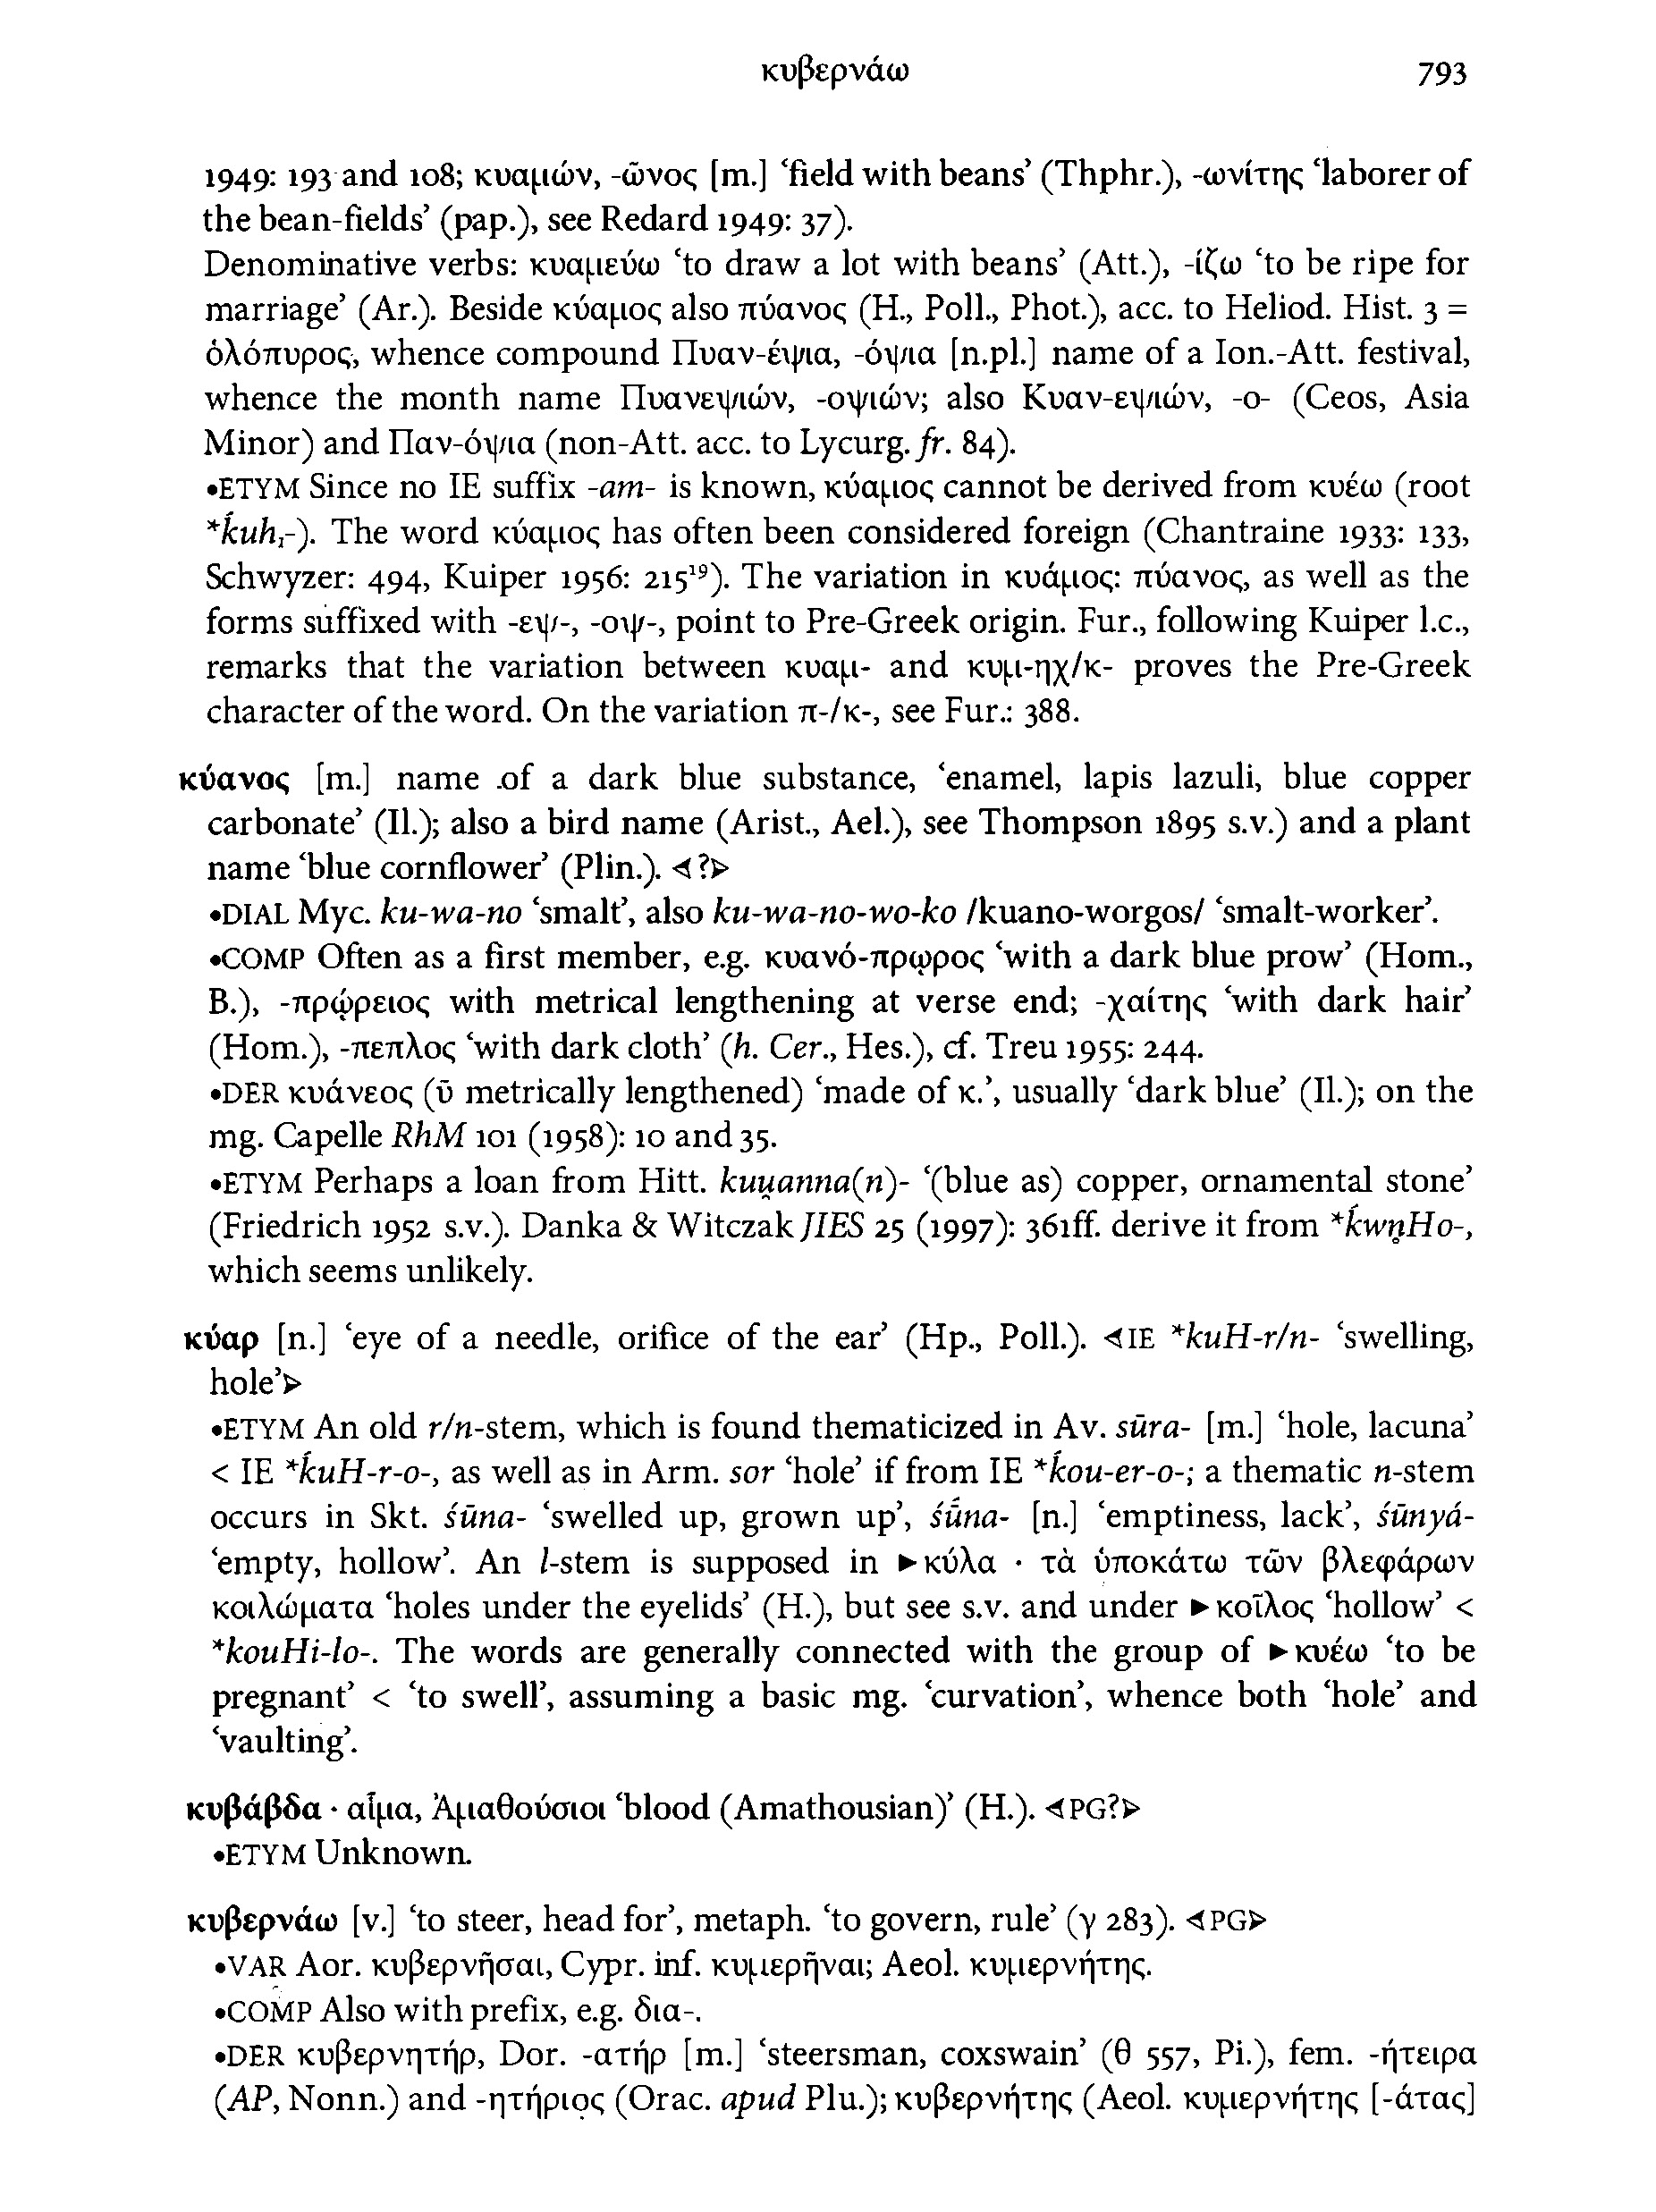 κυβερνάω 793
1949: 193 and 108; κυαμών, -ῶνος [m.] ‘field with beans’ (Thphr.), -ωνίτης ‘laborer of
the bean-fields’ (pap.), see Redard 1949: 37).
Denominative verbs: κυαμεύω ‘to draw a lot with beans’ (Att.), -ίζω ‘to be ripe for
marriage’ (Ar.). Beside κύαμος also πύανος (H., Poll., Phot.), acc. to Heliod. Hist. 3 =
ὁλόπυρος, whence compound Πυαν-έψια, -όψια [n.pl.] name of a Ion.-Att. festival,
whence the month name Πυανεψιών, -οψιών; also Κυαν-εψιών, -ο- (Ceos, Asia
Minor) and Παν-όψια (non-Att. acc. to Lycurg. fr. 84).
•ETYM Since no IE suffix -am- is known, κύαμος cannot be derived from κυέω (root
*ḱuh₁-). The word κύαμος has often been considered foreign (Chantraine 1933: 133,
Schwyzer: 494, Kuiper 1956: 215¹⁹). The variation in κυάμος: πύανος, as well as the
forms suffixed with -εψ-, -οψ-, point to Pre-Greek origin. Fur., following Kuiper l.c.,
remarks that the variation between κυαμ- and κυμ-ηχ/κ- proves the Pre-Greek
character of the word. On the variation π-/κ-, see Fur.: 388.
κύανος [m.] name of a dark blue substance, ‘enamel, lapis lazuli, blue copper
carbonate’ (Il.); also a bird name (Arist., Ael.), see Thompson 1895 s.v.) and a plant
name ‘blue cornflower’ (Plin.). ⊲?⊳
•DIAL Myc. ku-wa-no ‘smalt’, also ku-wa-no-wo-ko /kuano-worgos/ ‘smalt-worker’.
•COMP Often as a first member, e.g. κυανό-πρῳρος ‘with a dark blue prow’ (Hom.,
B.), -πρῴρειος with metrical lengthening at verse end; -χαίτης ‘with dark hair’
(Hom.), -πεπλος ‘with dark cloth’ (h. Cer., Hes.), cf. Treu 1955: 244.
•DER κυάνεος (ῡ metrically lengthened) ‘made of κ.’, usually ‘dark blue’ (Il.); on the
mg. Capelle RhM 101 (1958): 10 and 35.
•ETYM Perhaps a loan from Hitt. kuu̯anna(n)- ‘(blue as) copper, ornamental stone’
(Friedrich 1952 s.v.). Danka & Witczak JIES 25 (1997): 361ff. derive it from *ḱwn̥Ho-,
which seems unlikely.
κύαρ [n.] ‘eye of a needle, orifice of the ear’ (Hp., Poll.). ⊲IE *ḱuH-r/n- ‘swelling,
hole’⊳
•ETYM An old r/n-stem, which is found thematicized in Av. sūra- [m.] ‘hole, lacuna’
< IE *ḱuH-r-o-, as well as in Arm. sor ‘hole’ if from IE *ḱou-er-o-; a thematic n-stem
occurs in Skt. śūna- ‘swelled up, grown up’, śū́na- [n.] ‘emptiness, lack’, śūnyá-
‘empty, hollow’. An l-stem is supposed in ►κύλα · τὰ ὑποκάτω τῶν βλεφάρων
κοιλώματα ‘holes under the eyelids’ (H.), but see s.v. and under ►κοῖλος ‘hollow’ <
*ḱouHi-lo-. The words are generally connected with the group of ►κυέω ‘to be
pregnant’ < ‘to swell’, assuming a basic mg. ‘curvation’, whence both ‘hole’ and
‘vaulting’.
κυβάβδα · αἷμα, Ἀμαθούσιοι ‘blood (Amathousian)’ (H.). ⊲PG?⊳
•ETYM Unknown.
κυβερνάω [v.] ‘to steer, head for’, metaph. ‘to govern, rule’ (γ 283). ⊲PG⊳
•VAR Aor. κυβερνῆσαι, Cypr. inf. κυμερῆναι; Aeol. κυμερνήτης.
•COMP Also with prefix, e.g. δια-.
•DER κυβερνητήρ, Dor. -ατήρ [m.] ‘steersman, coxswain’ (θ 557, Pi.), fem. -ήτειρα
(AP, Nonn.) and -ητήριος (Orac. apud Plu.); κυβερνήτης (Aeol. κυμερνήτης [-άτας]